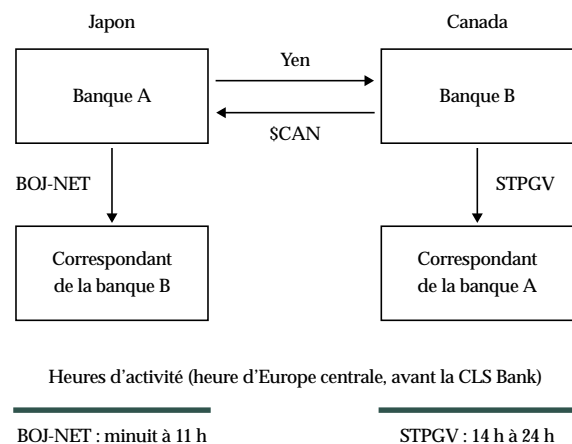 Japon
Canada
Yen
Banque A
Banque B
$CAN
BOJ-NET
STPGV
Correspondant
de la banque B
Correspondant
de la banque A
Heures d'activité (heure d'Europe centrale, avant la CLS Bank)
BOJ-NET : minuit à 11 h
STPGV : 14 h à 24 h